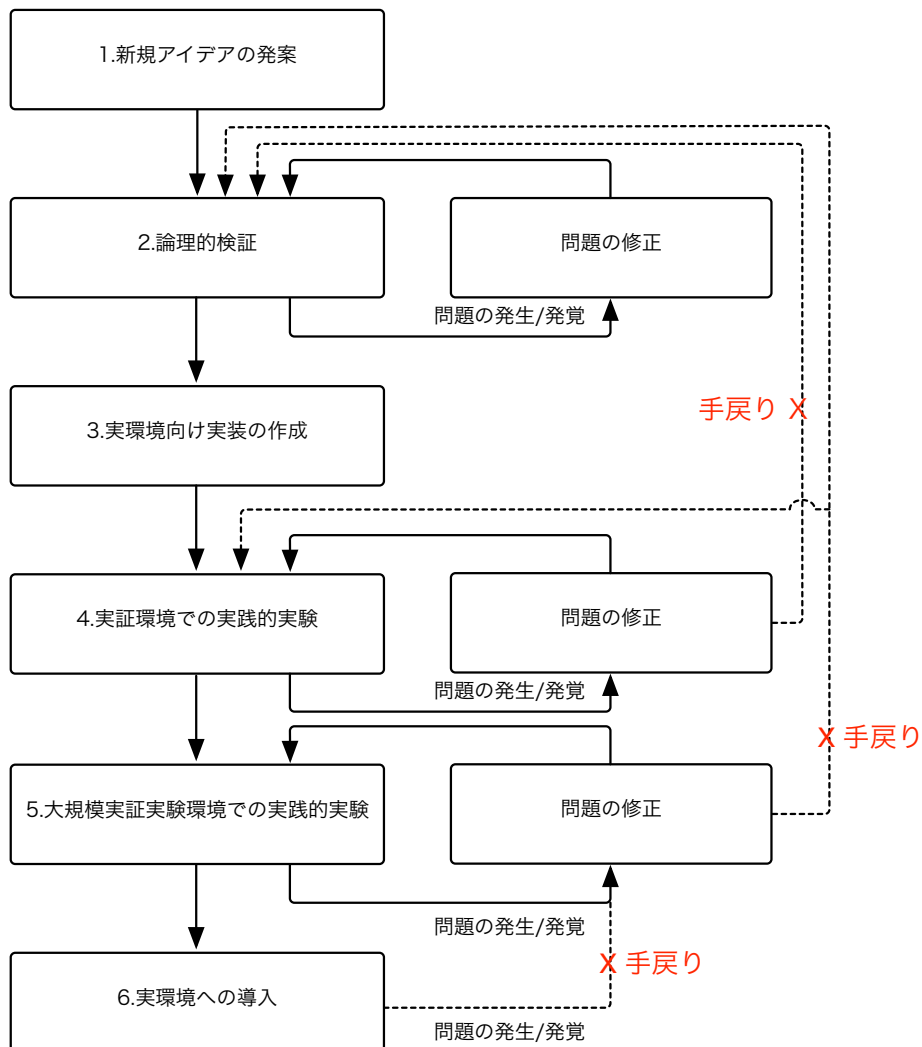 1.新規アイデアの発案
2.論理的検証
問題の修正
問題の発生/発覚
手戻り X
3.実環境向け実装の作成
4.実証環境での実践的実験
問題の修正
問題の発生/発覚
X 手戻り
5.大規模実証実験環境での実践的実験
問題の修正
問題の発生/発覚
X 手戻り
6.実環境への導入
問題の発生/発覚